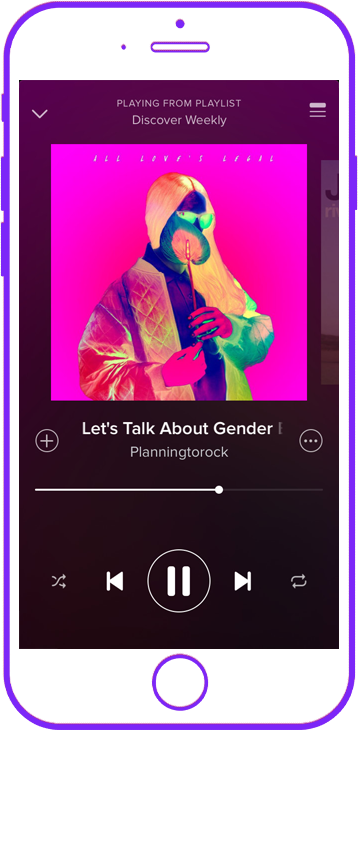 PLAYING FROM PLAYLIST
Discover Weekly
ALL LOVE'S LEGAL
Let's Talk About Gender
Planningtorock